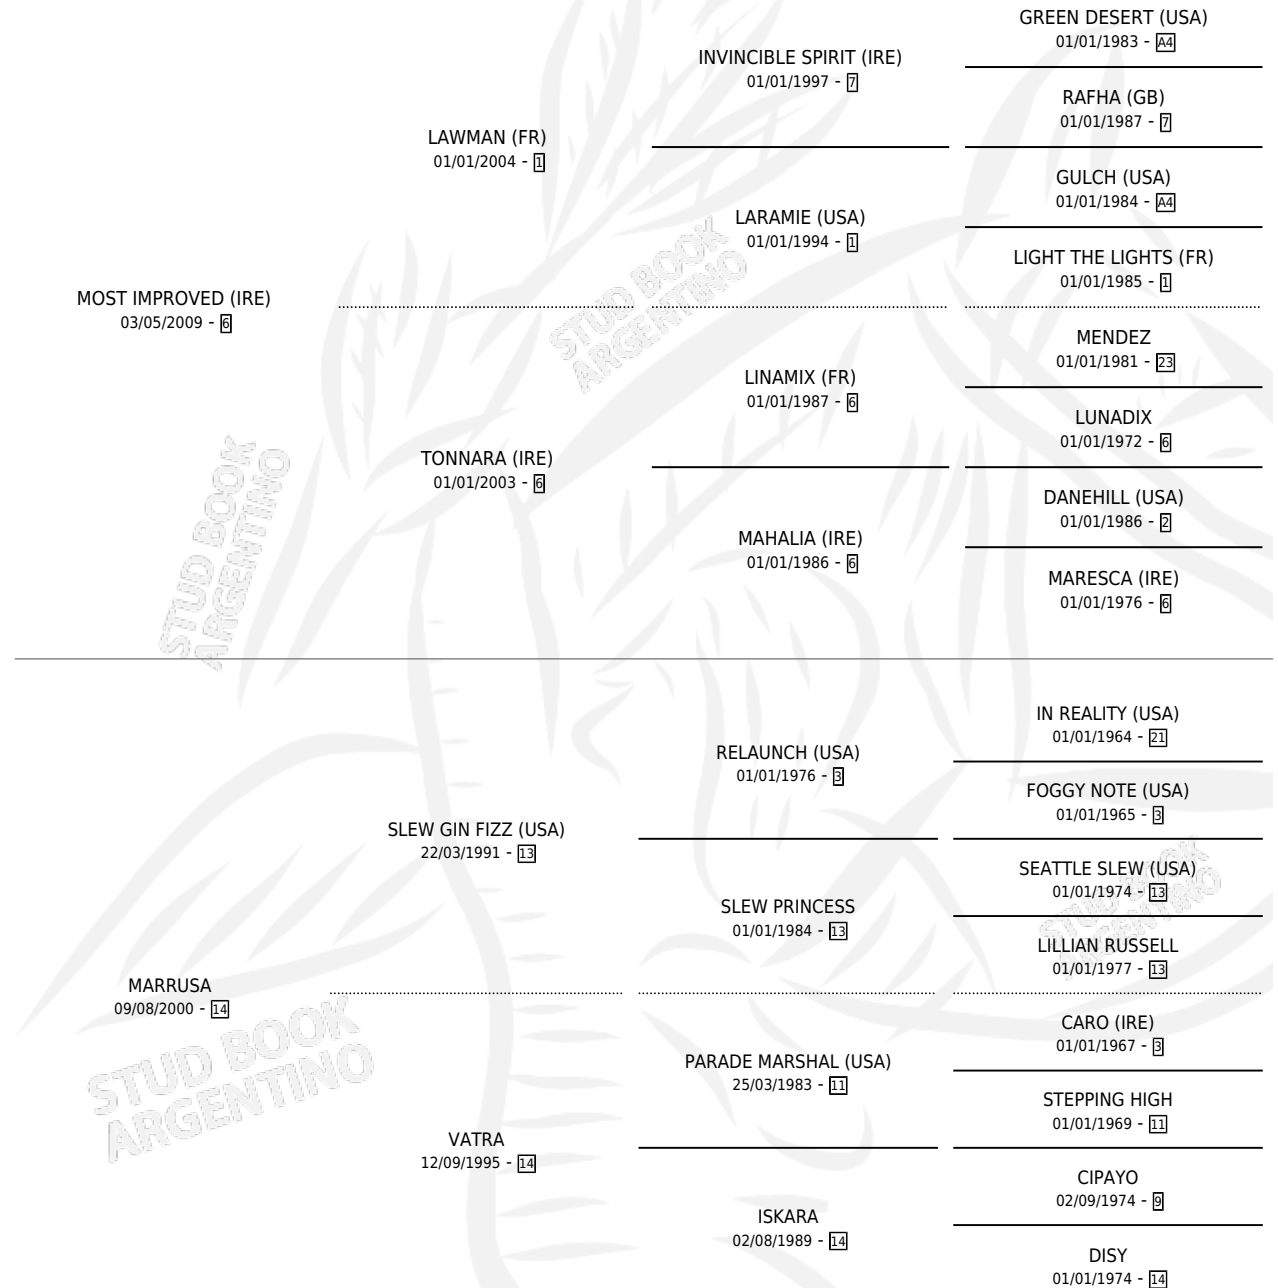 GREEN DESERT (USA)
01/01/1983 - A4
INVINCIBLE SPIRIT (IRE)
01/01/1997 - 7
RAFHA (GB)
01/01/1987 - 7
LAWMAN (FR)
01/01/2004 - 1
GULCH (USA)
01/01/1984 - A4
LARAMIE (USA)
01/01/1994 - 1
LIGHT THE LIGHTS (FR)
01/01/1985 - 1
MOST IMPROVED (IRE)
03/05/2009 - 6
MENDEZ
01/01/1981 - 23
LINAMIX (FR)
01/01/1987 - 6
LUNADIX
01/01/1972 - 6
TONNARA (IRE)
01/01/2003 - 6
DANEHILL (USA)
01/01/1986 - 2
MAHALIA (IRE)
01/01/1986 - 6
MARESCA (IRE)
01/01/1976 - 6
IN REALITY (USA)
01/01/1964 - 21
RELAUNCH (USA)
01/01/1976 - 3
FOGGY NOTE (USA)
01/01/1965 - 3
SLEW GIN FIZZ (USA)
22/03/1991 - 13
SEATTLE SLEW (USA)
01/01/1974 - 13
SLEW PRINCESS
01/01/1984 - 13
LILLIAN RUSSELL
01/01/1977 - 13
MARRUSA
09/08/2000 - 14
CARO (IRE)
01/01/1967 - 3
PARADE MARSHAL (USA)
25/03/1983 - 11
STEPPING HIGH
01/01/1969 - 11
VATRA
12/09/1995 - 14
CIPAYO
02/09/1974 - 9
ISKARA
02/08/1989 - 14
DISY
01/01/1974 - 14
STUD BOOK
ARGENTINO
STUD BOOK
ARGENTINO
STUD BOOK
ARGENTINO
STUD BOOK
ARGENTINO